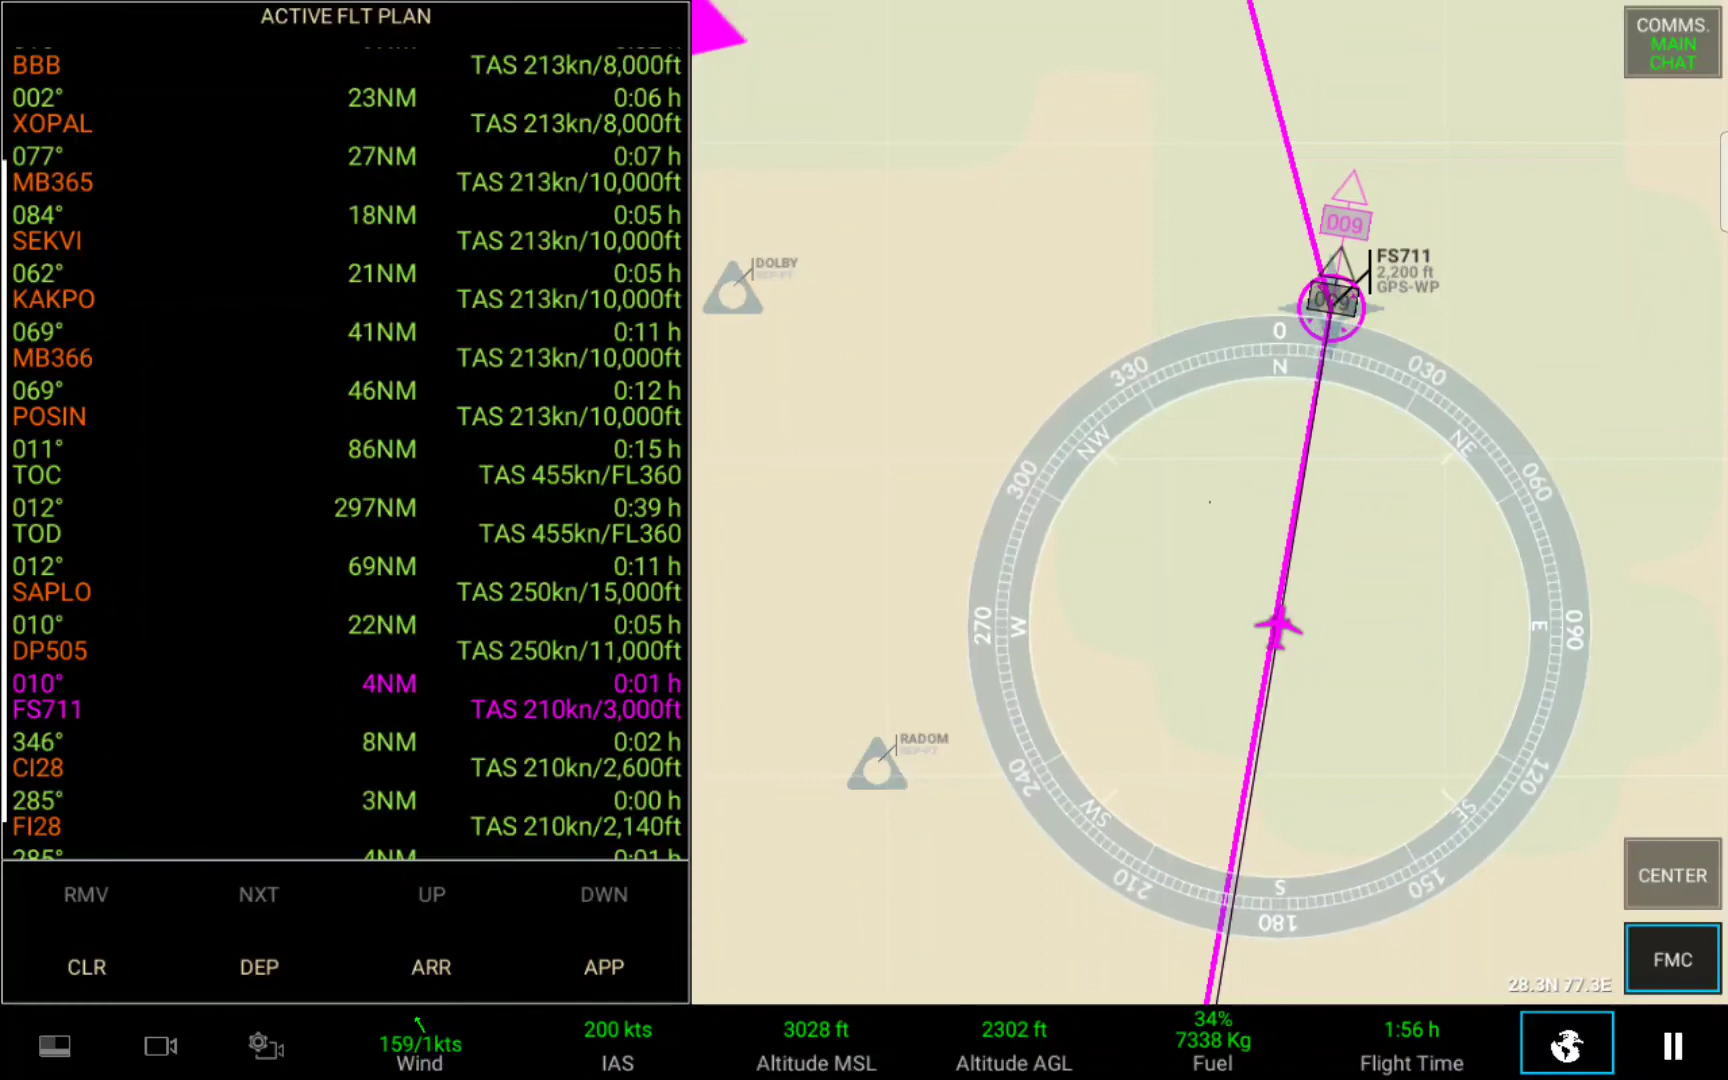 ACTIVE FLT PLAN
BBB TAS 213kn/8,000ft
002° 23NM 0:06 h
XOPAL TAS 213kn/8,000ft
077° 27NM 0:07 h
MB365 TAS 213kn/10,000ft
084° 18NM 0:05 h
SEKVI TAS 213kn/10,000ft
062° 21NM 0:05 h
KAKPO TAS 213kn/10,000ft
069° 41NM 0:11 h
MB366 TAS 213kn/10,000ft
069° 46NM 0:12 h
POSIN TAS 213kn/10,000ft
011° 86NM 0:15 h
TOC TAS 455kn/FL360
012° 297NM 0:39 h
TOD TAS 455kn/FL360
012° 69NM 0:11 h
SAPLO TAS 250kn/15,000ft
010° 22NM 0:05 h
DP505 TAS 250kn/11,000ft
010° 4NM 0:01 h
FS711 TAS 210kn/3,000ft
346° 8NM 0:02 h
CI28 TAS 210kn/2,600ft
285° 3NM 0:00 h
FI28 TAS 210kn/2,140ft
285° 4NM 0:01 h
RMV NXT UP DWN
CLR DEP ARR APP
COMMS.
MAIN
CHAT
009
FS711
2,200 ft
GPS-WP
009
DOLBY
REP-PT
RADOM
REP-PT
0
030
060
090
120
150
180
210
240
270
300
330
N
NE
E
SE
S
SW
W
NW
CENTER
FMC
28.3N 77.3E
159/1kts
Wind
200 kts
IAS
3028 ft
Altitude MSL
2302 ft
Altitude AGL
34%
7338 Kg
Fuel
1:56 h
Flight Time